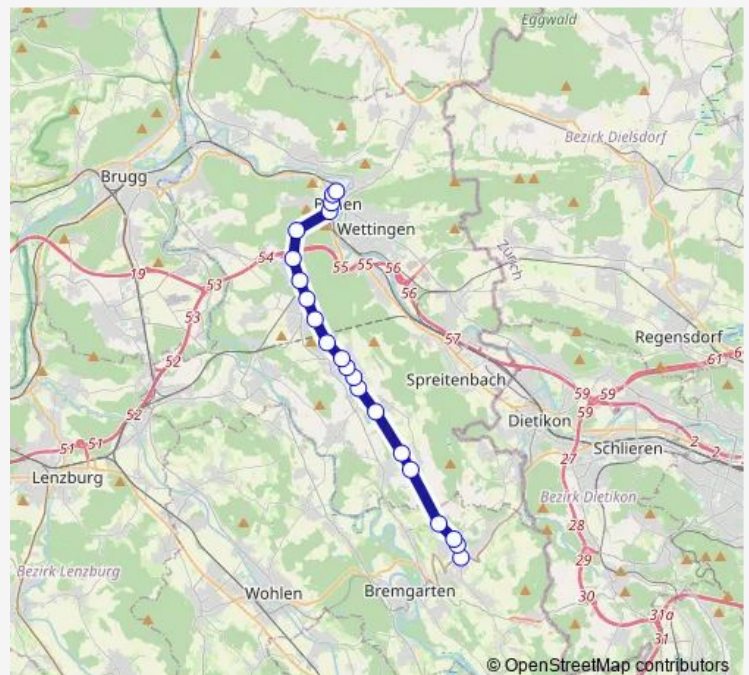 Eggwald
Bezirk Dielsdorf
Brugg
Wettingen
Zürich
54
55
55
56
19
53
56
53
57
Regensdorf
52
61
6
Spreitenbach
59
59
52
59
Dietikon
51
51
Schlieren
2
2
27
Lenzburg
Bezirk Dietikon
28
29
Bezirk Lenzburg
Wohlen
Bremgarten
30
31a
31
© OpenStreetMap contributors